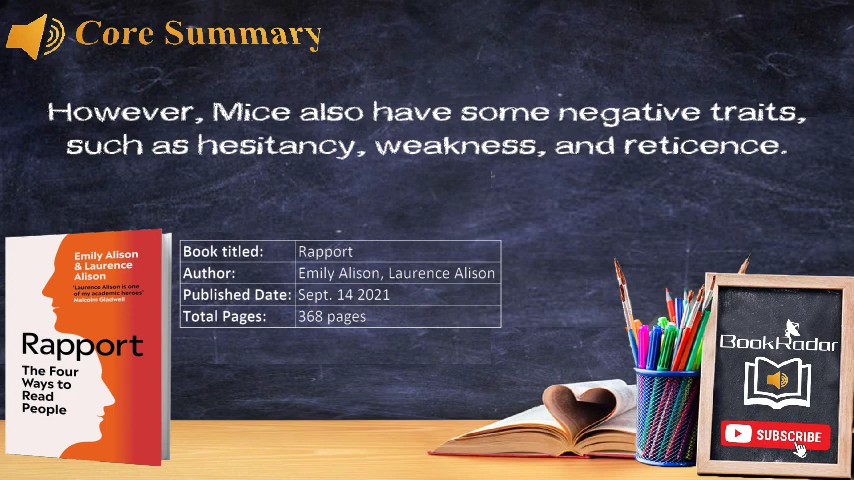 Core Summary
However, Mice also have some negative traits,
such as hesitancy, weakness, and reticence.
Emily Alison
& Laurence
Alison
'Laurence Alison is one
of my academic heroes'
Malcolm Gladwell
Rapport
The Four
Ways to
Read
People
Book titled: Rapport
Author: Emily Alison, Laurence Alison
Published Date: Sept. 14 2021
Total Pages: 368 pages
BookRadar
SUBSCRIBE